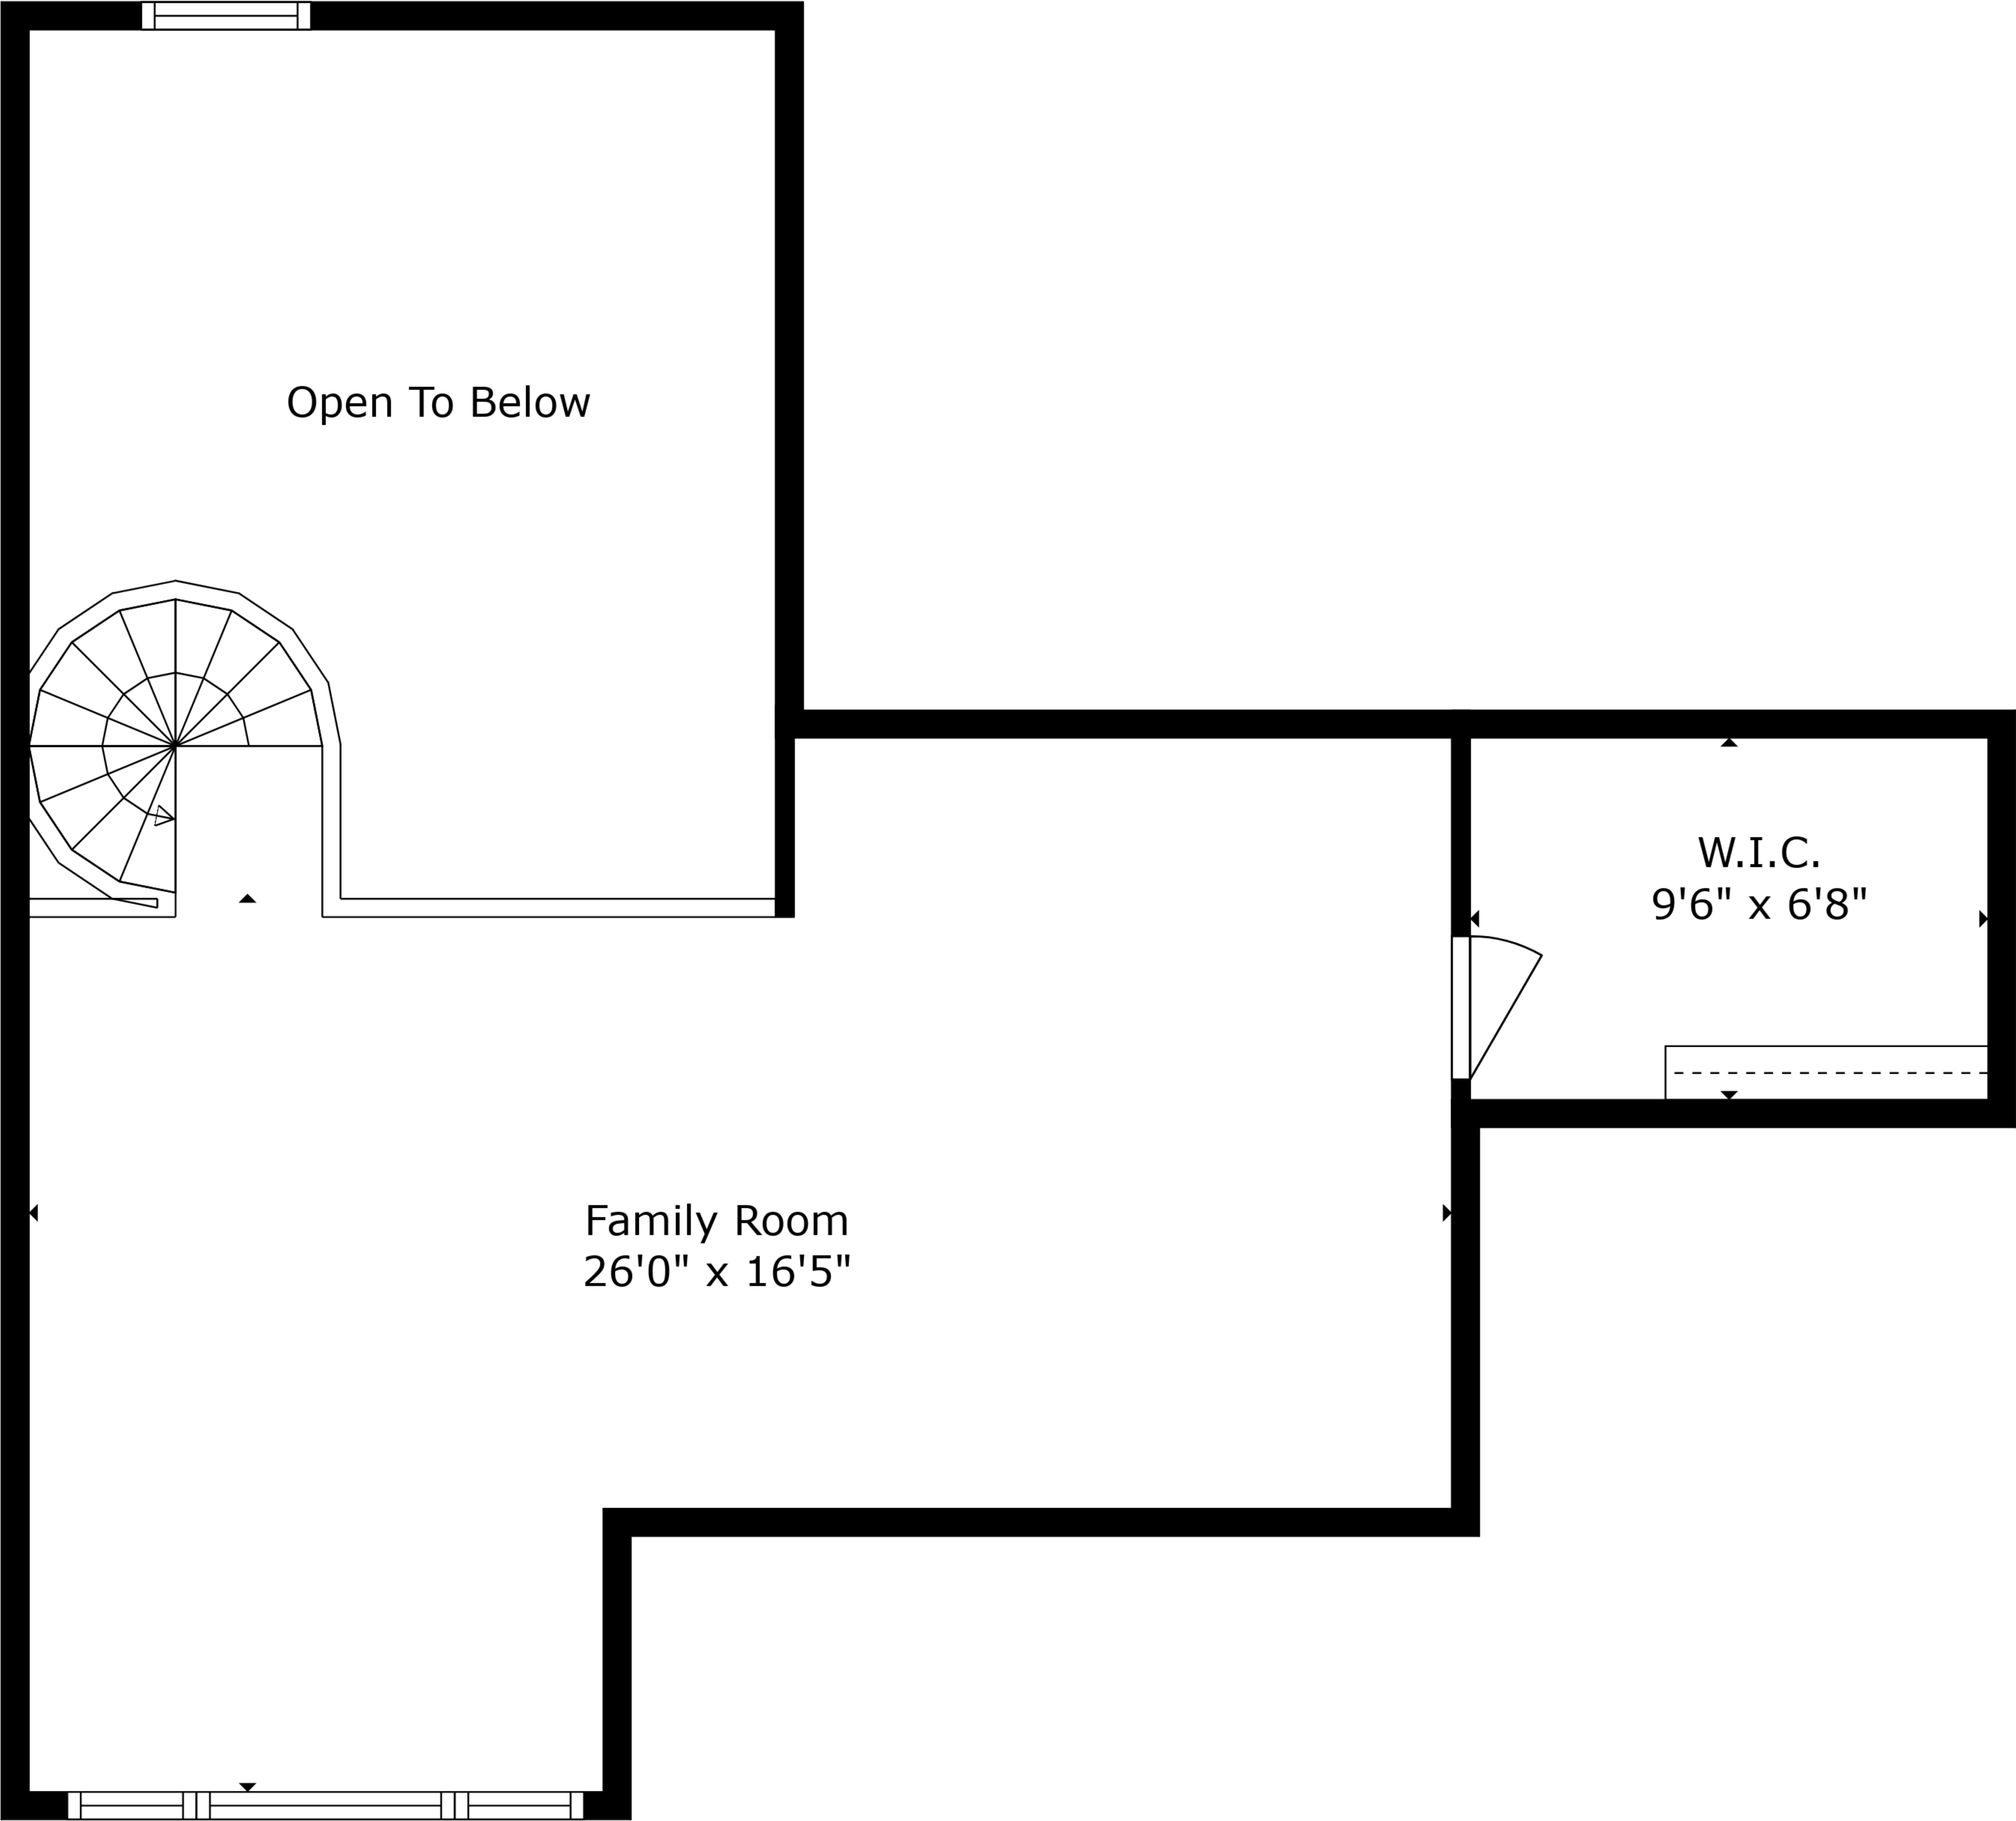 Open To Below
W.I.C.
9'6" x 6'8"
Family Room
26'0" x 16'5"